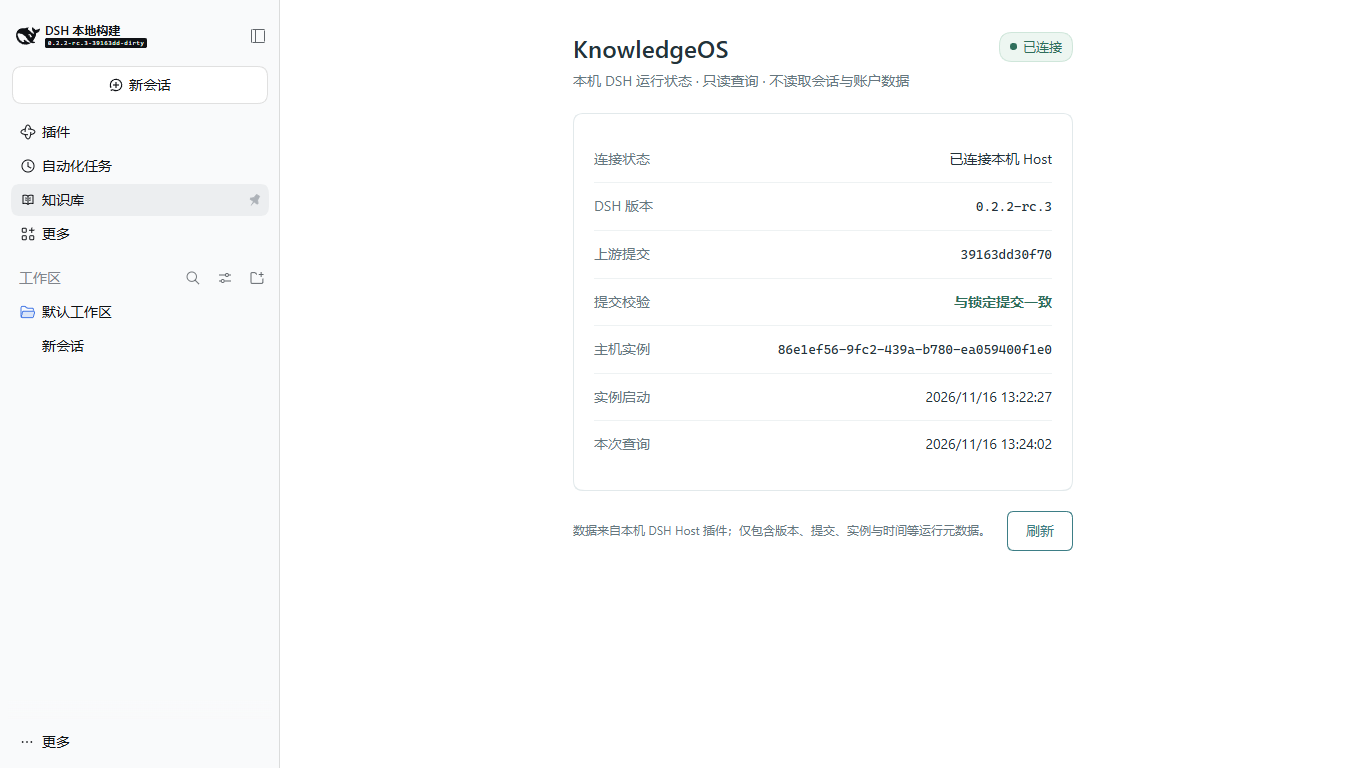 DSH 本地构建
0.2.2-rc.3-39163dd-dirty
新会话
插件
自动化任务
知识库
更多
工作区
默认工作区
新会话
更多
KnowledgeOS
已连接
本机 DSH 运行状态 · 只读查询 · 不读取会话与账户数据
连接状态 已连接本机 Host
DSH 版本 0.2.2-rc.3
上游提交 39163dd30f70
提交校验 与锁定提交一致
主机实例 86e1ef56-9fc2-439a-b780-ea059400f1e0
实例启动 2026/11/16 13:22:27
本次查询 2026/11/16 13:24:02
数据来自本机 DSH Host 插件；仅包含版本、提交、实例与时间等运行元数据。
刷新